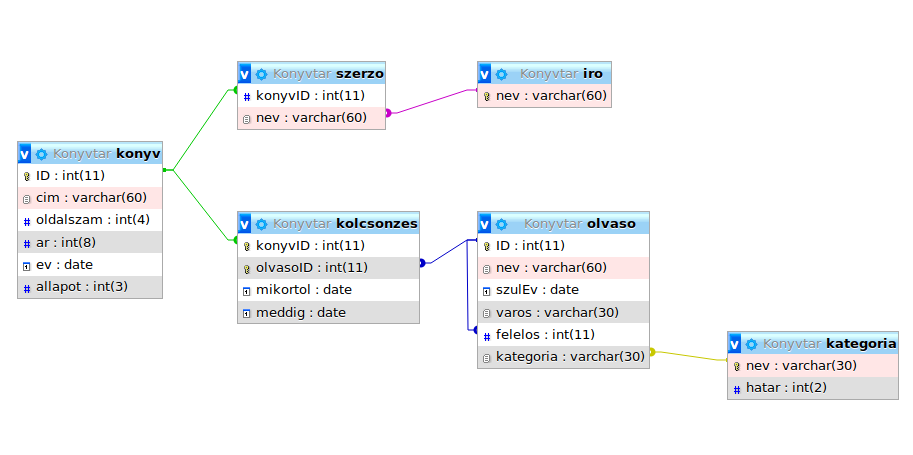 v Konyvtar szerzo
# konyvID : int(11)
nev : varchar(60)
v Konyvtar iro
nev : varchar(60)
v Konyvtar konyv
ID : int(11)
cim : varchar(60)
# oldalszam : int(4)
# ar : int(8)
ev : date
# allapot : int(3)
v Konyvtar kolcsonzes
konyvID : int(11)
olvasoID : int(11)
mikortol : date
meddig : date
v Konyvtar olvaso
ID : int(11)
nev : varchar(60)
szulEv : date
varos : varchar(30)
# felelos : int(11)
kategoria : varchar(30)
v Konyvtar kategoria
nev : varchar(30)
# hatar : int(2)